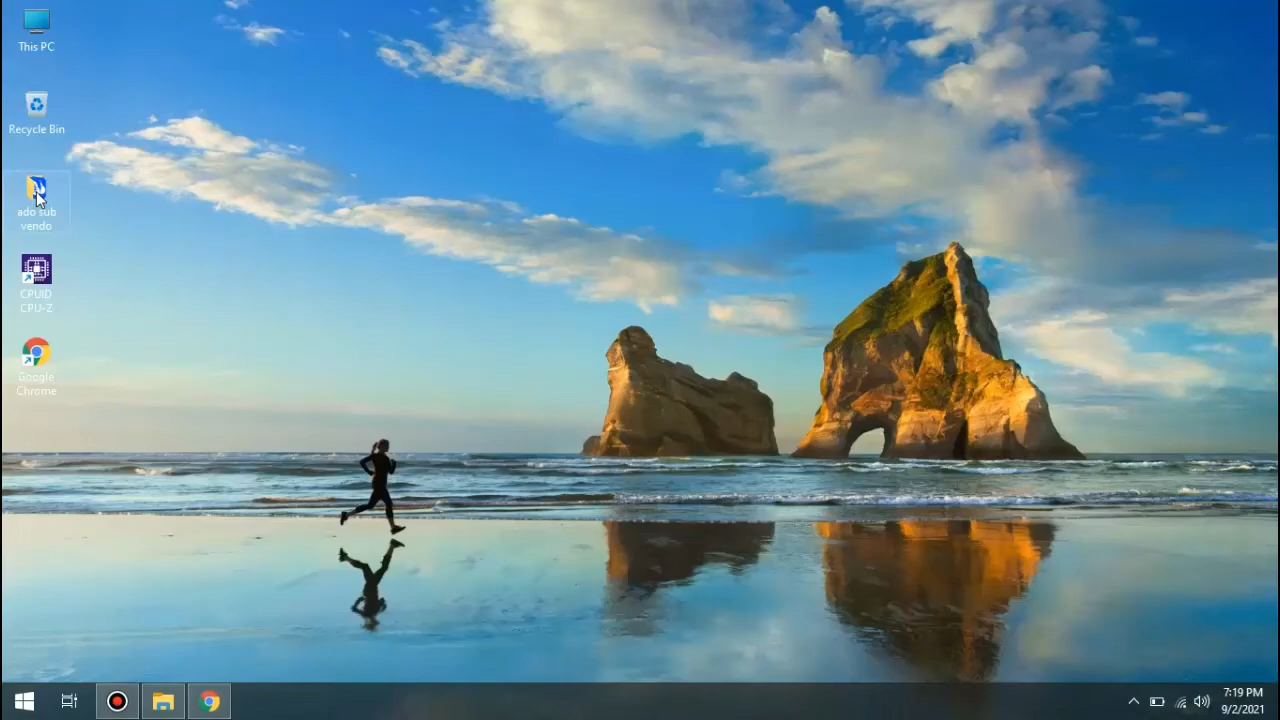 This PC
Recycle Bin
ado sub
vendo
CPUID
CPU-Z
Google
Chrome
7:19 PM
9/2/2021